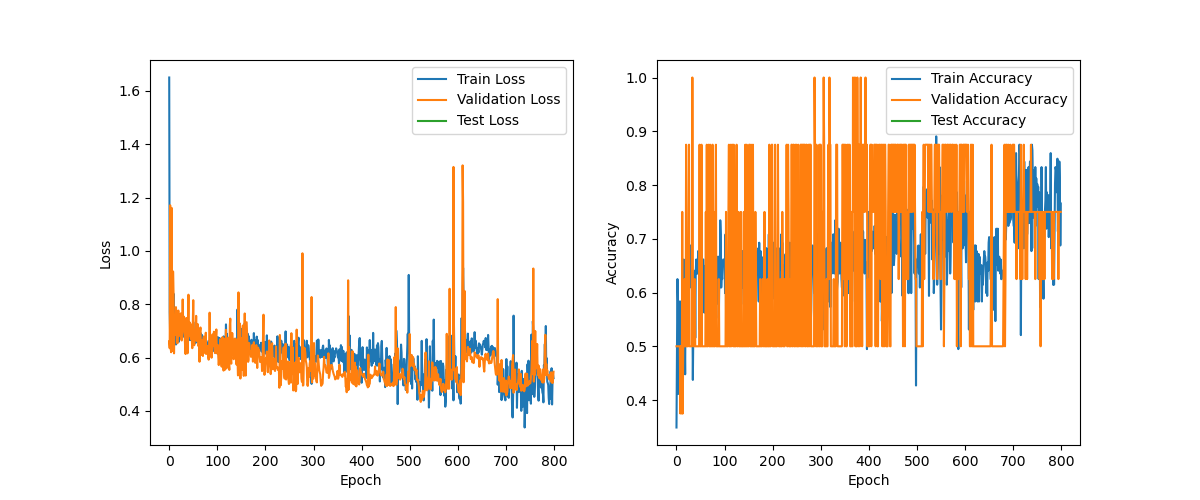 Train Loss
Validation Loss
Test Loss
1.6
1.4
1.2
1.0
0.8
0.6
0.4
Loss
0 100 200 300 400 500 600 700 800
Epoch
Train Accuracy
Validation Accuracy
Test Accuracy
1.0
0.9
0.8
0.7
0.6
0.5
0.4
Accuracy
0 100 200 300 400 500 600 700 800
Epoch